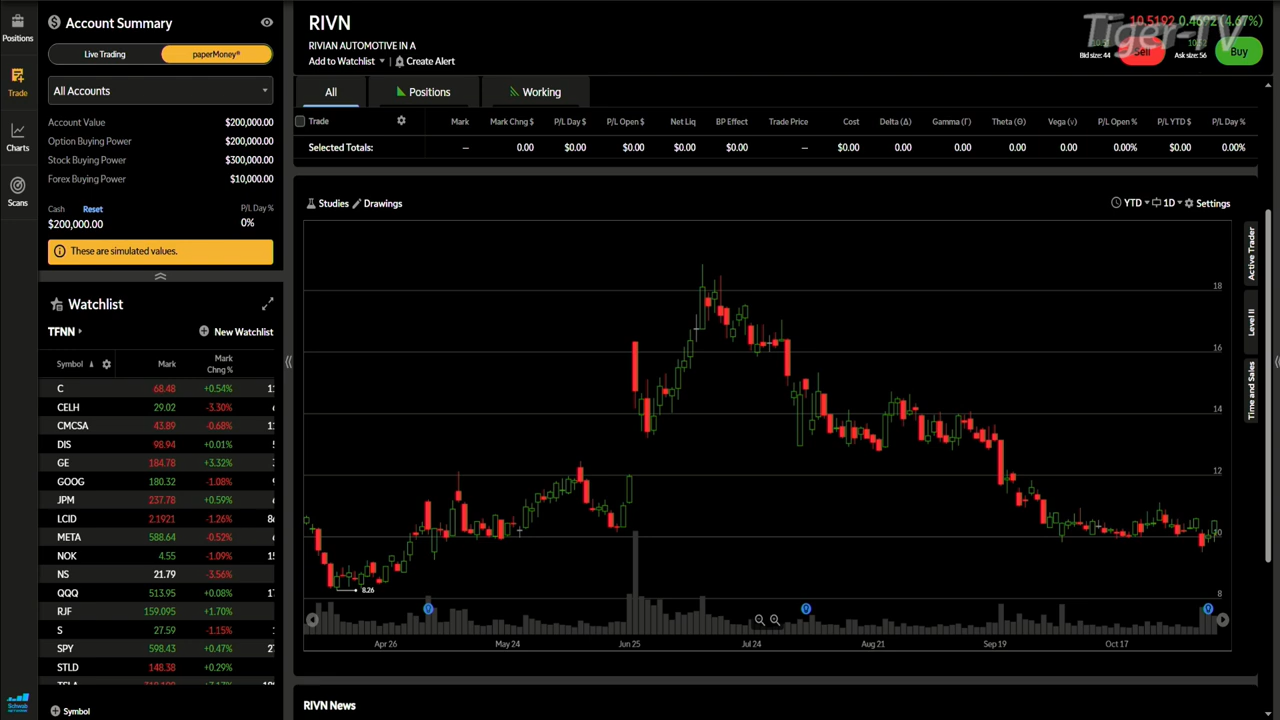 Positions
Trade
Charts
Scans
Schwab
NETWORK
Account Summary
Live Trading
paperMoney®
All Accounts
Account Value $200,000.00
Option Buying Power $200,000.00
Stock Buying Power $300,000.00
Forex Buying Power $10,000.00
Cash Reset P/L Day %
$200,000.00 0%
These are simulated values.
Watchlist
TFNN
New Watchlist
Symbol Mark Mark Chng %
C 68.48 +0.54%
CELH 29.02 -3.30%
CMCSA 43.89 -0.68%
DIS 98.94 +0.01%
GE 184.78 +3.32%
GOOG 180.32 -1.08%
JPM 237.78 +0.59%
LCID 2.1921 -1.26%
META 588.64 -0.52%
NOK 4.55 -1.09%
NS 21.79 -3.56%
QQQ 513.95 +0.08%
RJF 159.095 +1.70%
S 27.59 -1.15%
SPY 598.43 +0.47%
STLD 148.38 +0.29%
Symbol
RIVN
RIVIAN AUTOMOTIVE IN A
Add to Watchlist | Create Alert
Tiger-TV
Bid size: 44 Sell Ask size: 56 Buy
All Positions Working
Trade Mark Mark Chng $ P/L Day $ P/L Open $ Net Liq BP Effect Trade Price Cost Delta (Δ) Gamma (Γ) Theta (Θ) Vega (ν) P/L Open % P/L YTD $ P/L Day %
Selected Totals: — 0.00 $0.00 $0.00 $0.00 $0.00 — $0.00 0.00 0.00 0.00 0.00 0.00% $0.00 0.00%
Studies Drawings
YTD 1D Settings
18
16
14
12
10
8
8.26
Apr 26 May 24 Jun 25 Jul 24 Aug 21 Sep 19 Oct 17
Active Trader
Level II
Time and Sales
RIVN News